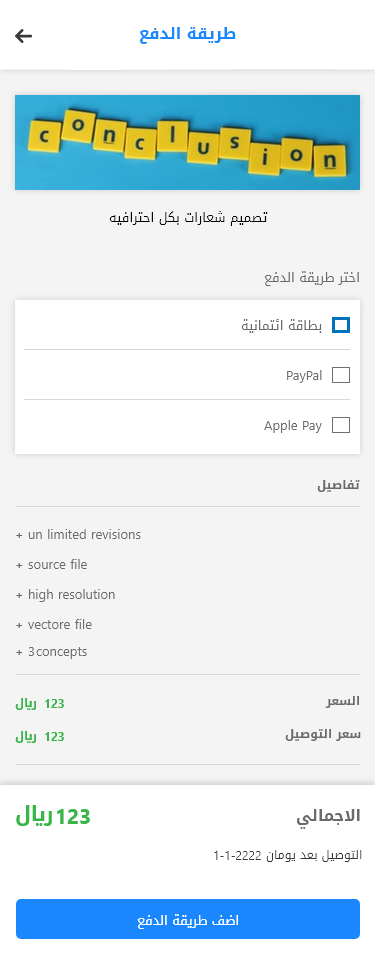 طريقة الدفع
conclusion
تصميم شعارات بكل احترافيه
اختر طريقة الدفع
بطاقة ائتمانية
PayPal
Apple Pay
تفاصيل
+ un limited revisions
+ source file
+ high resolution
+ vectore file
+ 3concepts
السعر 123 ريال
سعر التوصيل 123 ريال
الاجمالي 123 ريال
التوصيل بعد يومان 2222-1-1
اضف طريقة الدفع